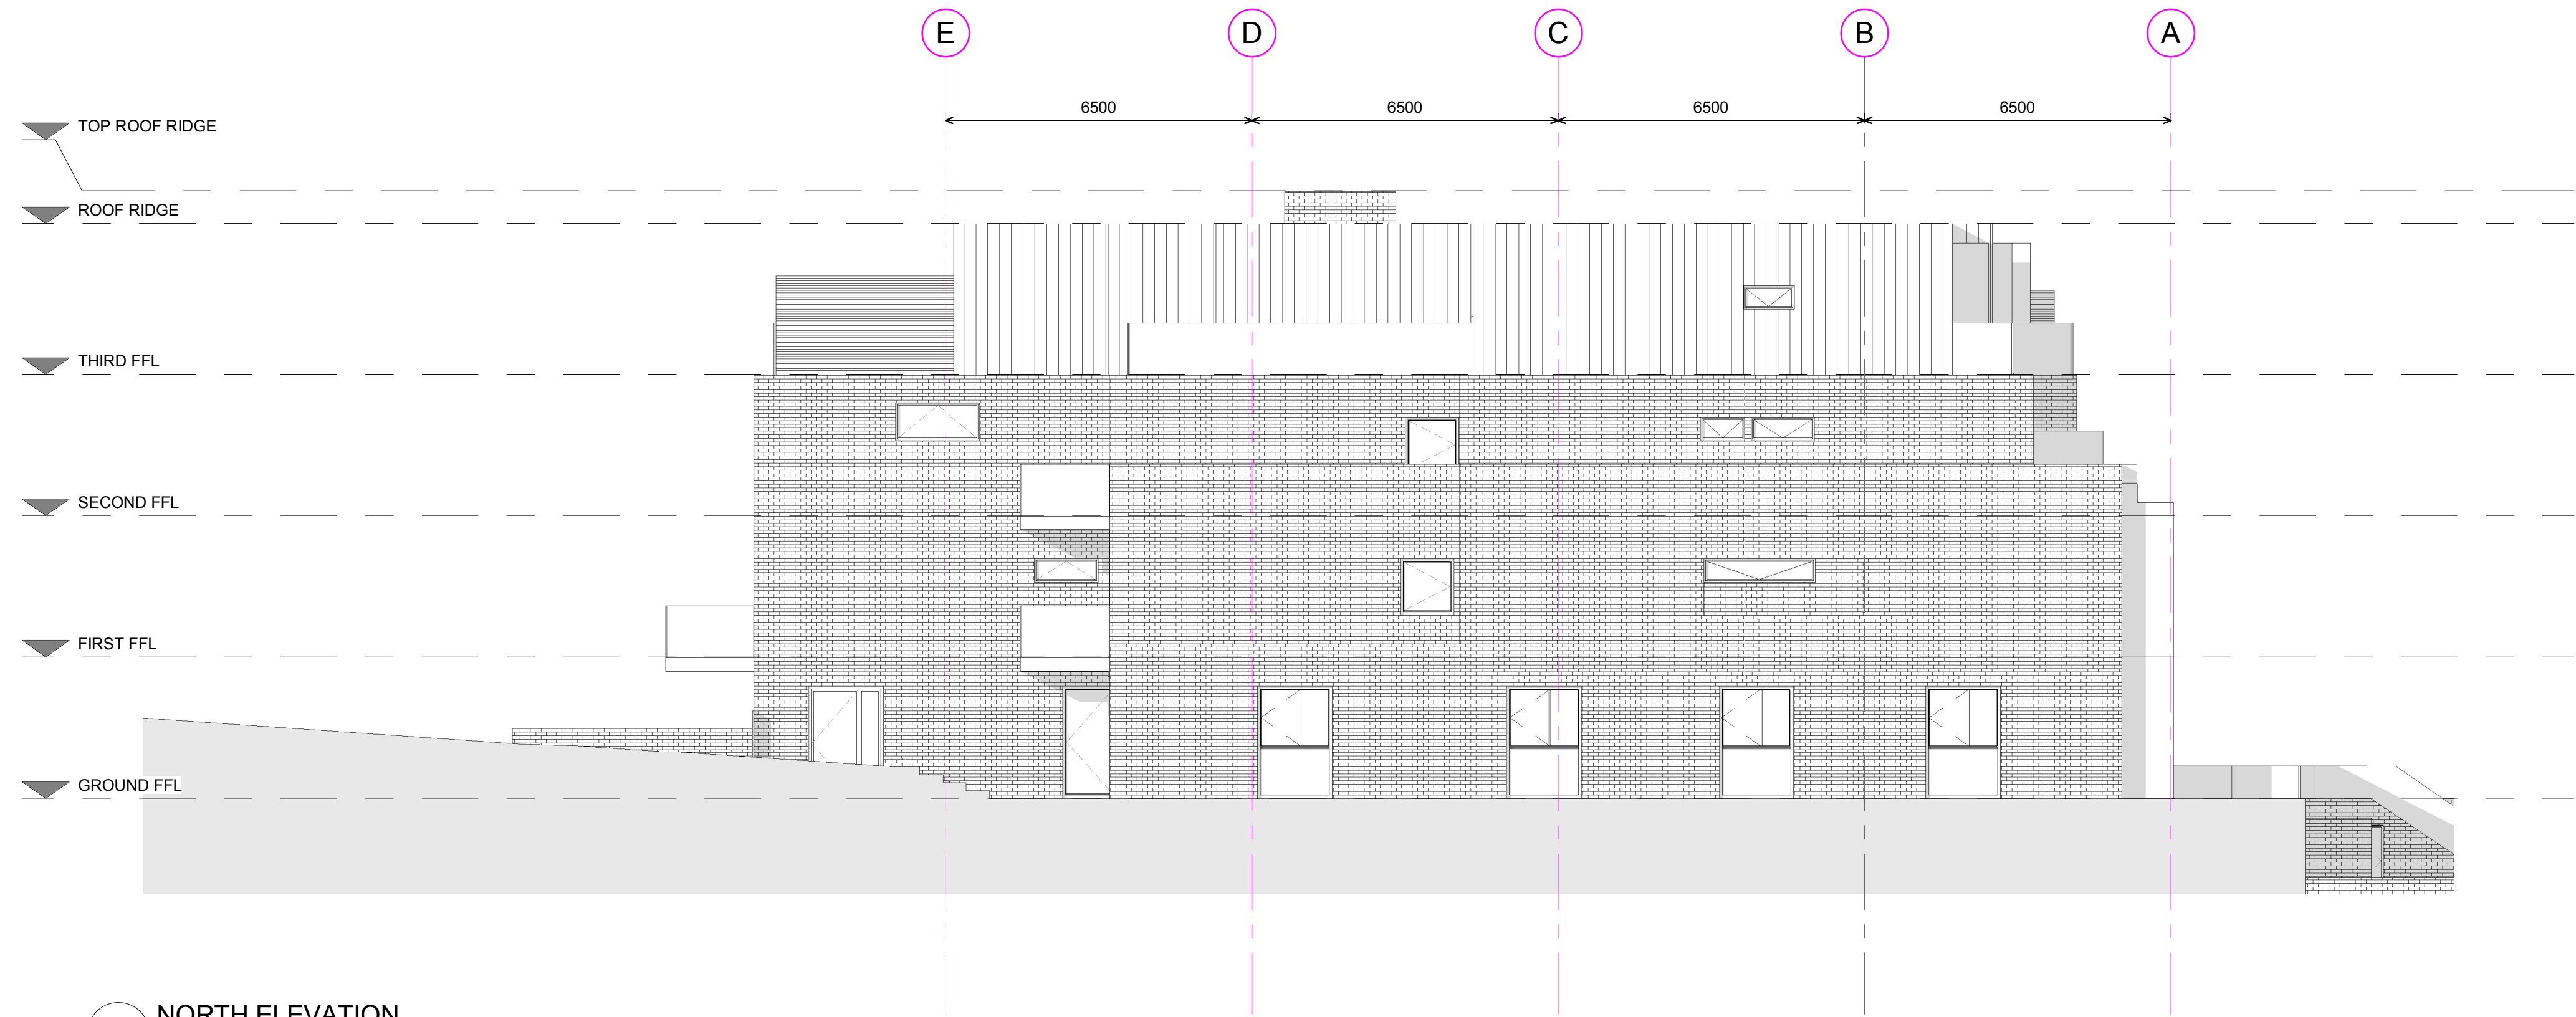 E D C B A
6500 6500 6500 6500
TOP ROOF RIDGE
ROOF RIDGE
THIRD FFL
SECOND FFL
FIRST FFL
GROUND FFL
NORTH ELEVATION